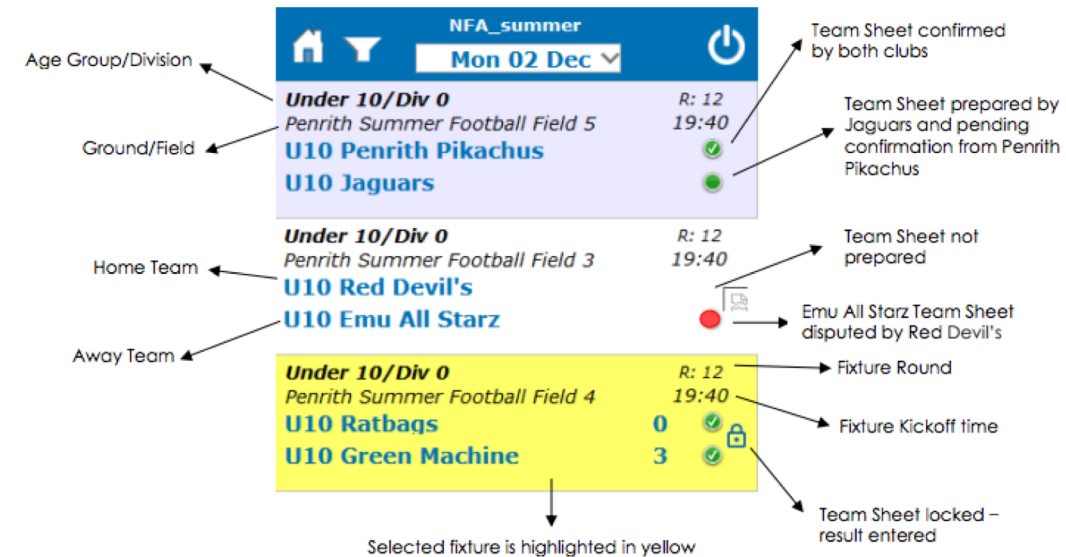 NFA_summer
Mon 02 Dec
Age Group/Division
Ground/Field
Home Team
Away Team
Under 10/Div 0 R: 12
Penrith Summer Football Field 5 19:40
U10 Penrith Pikachus
U10 Jaguars
Under 10/Div 0 R: 12
Penrith Summer Football Field 3 19:40
U10 Red Devil's
U10 Emu All Starz
Under 10/Div 0 R: 12
Penrith Summer Football Field 4 19:40
U10 Ratbags 0
U10 Green Machine 3
Team Sheet confirmed
by both clubs
Team Sheet prepared by
Jaguars and pending
confirmation from Penrith
Pikachus
Team Sheet not
prepared
Emu All Starz Team Sheet
disputed by Red Devil's
Fixture Round
Fixture Kickoff time
Team Sheet locked –
result entered
Selected fixture is highlighted in yellow